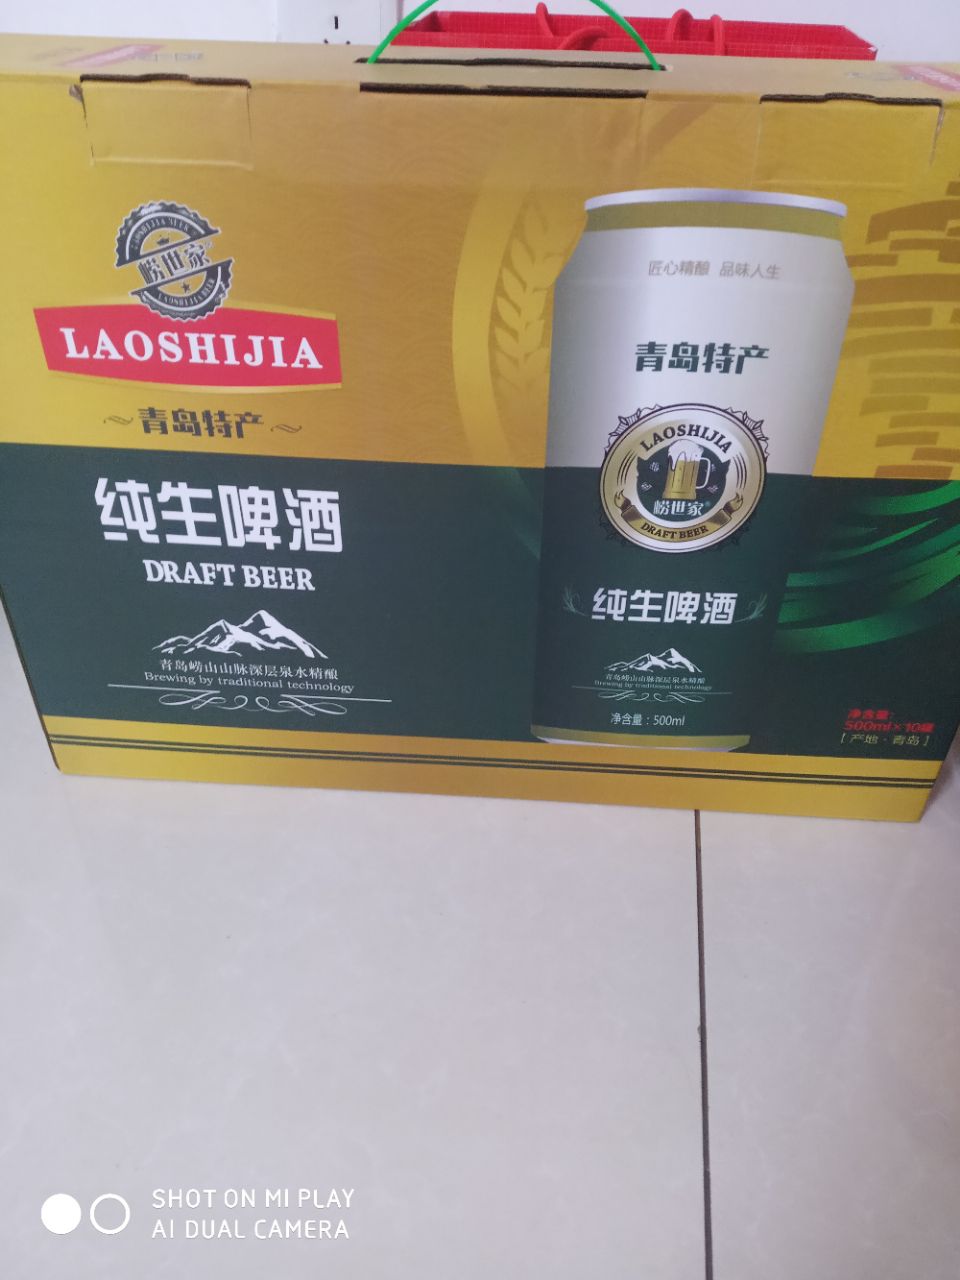 LAOSHIJIA BEER
崂世家®
LAOSHIJIA BEER
LAOSHIJIA
青岛特产
纯生啤酒
DRAFT BEER
青岛崂山山脉深层泉水精酿
Brewing by traditional technology
匠心精酿 品味人生
青岛特产
LAOSHIJIA
崂世家®
DRAFT BEER
纯生啤酒
青岛崂山山脉深层泉水精酿
Brewing by traditional technology
净含量：500ml
净含量：
500ml×10罐
[ 产地·青岛 ]
SHOT ON MI PLAY
AI DUAL CAMERA